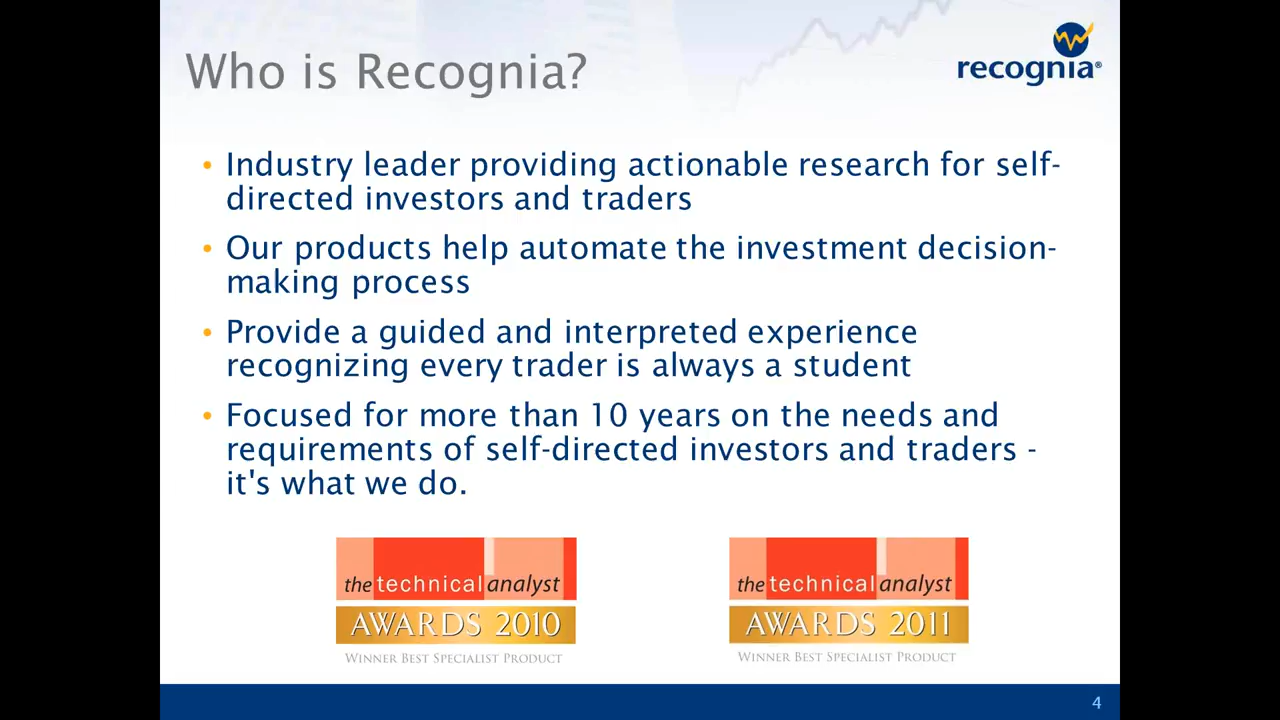 Who is Recognia?
recognia®
• Industry leader providing actionable research for self-
directed investors and traders
• Our products help automate the investment decision-
making process
• Provide a guided and interpreted experience
recognizing every trader is always a student
• Focused for more than 10 years on the needs and
requirements of self-directed investors and traders -
it's what we do.
the technical analyst
AWARDS 2010
WINNER BEST SPECIALIST PRODUCT
the technical analyst
AWARDS 2011
WINNER BEST SPECIALIST PRODUCT
4